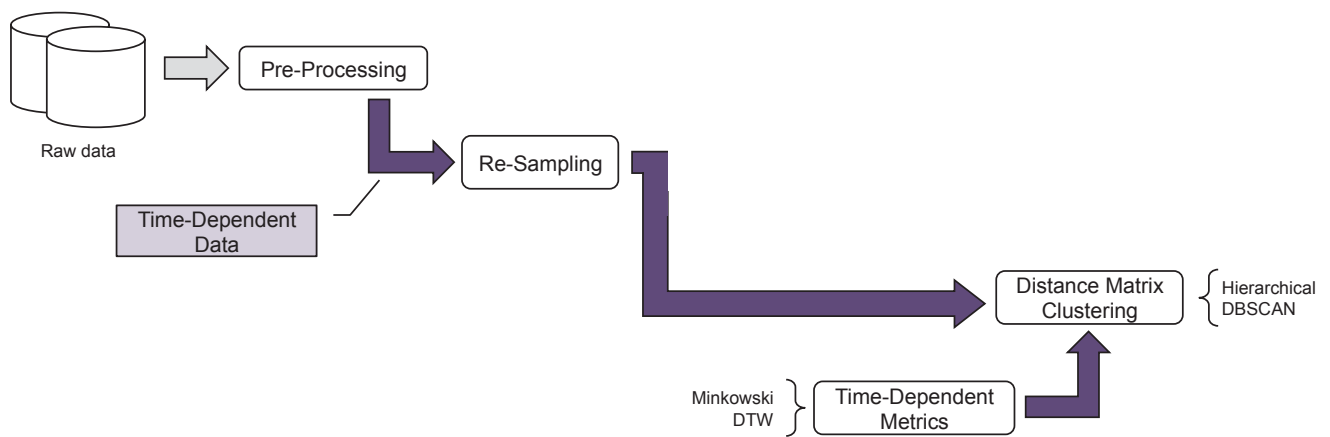 Pre-Processing
Raw data
Re-Sampling
Time-Dependent
Data
Distance Matrix
Clustering
Hierarchical
DBSCAN
Minkowski
DTW
Time-Dependent
Metrics